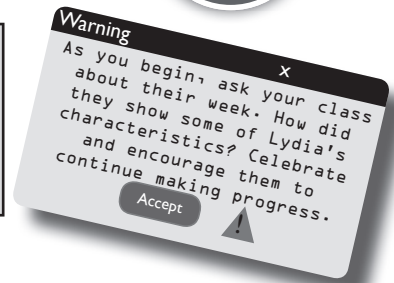 Warning
x
As you begin, ask your class
about their week. How did
they show some of Lydia's
characteristics? Celebrate
and encourage them to
continue making progress.
Accept
!